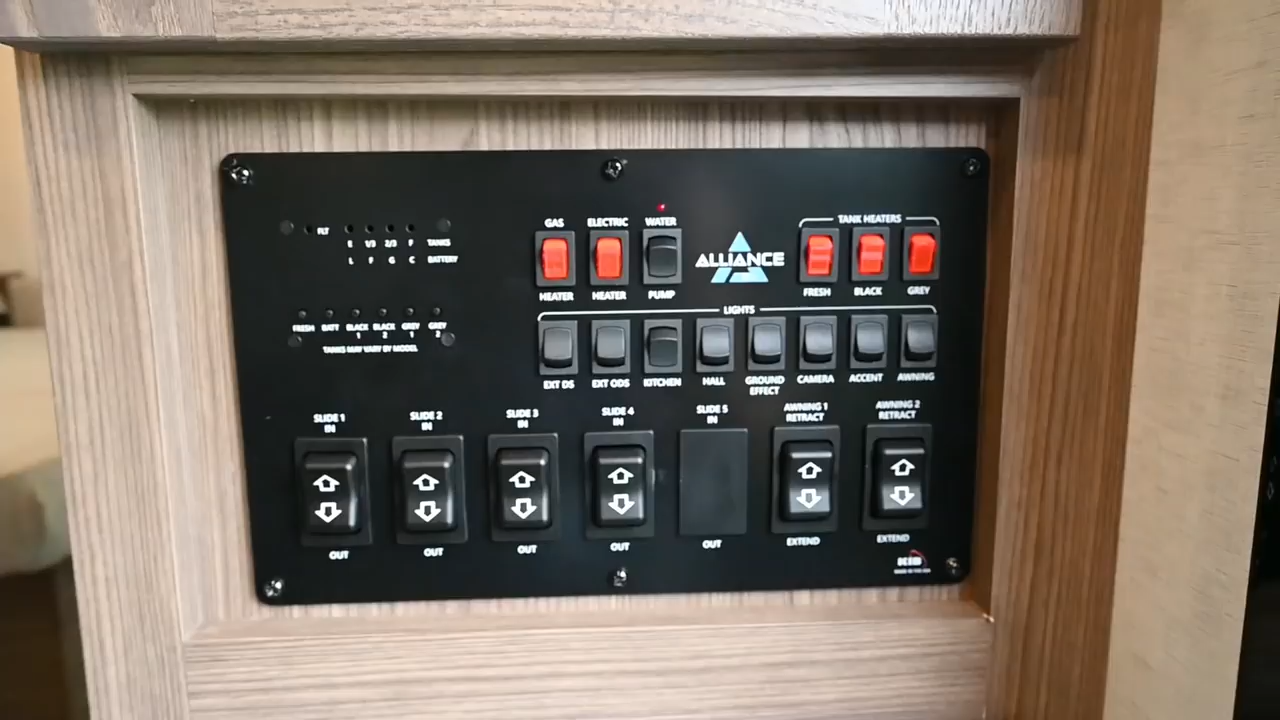 FLT
E 1/3 2/3 F TANKS
L F G C BATTERY
FRESH BATT BLACK 1 BLACK 2 GREY 1 GREY 2
TANKS MAY VARY BY MODEL
GAS ELECTRIC WATER
HEATER HEATER PUMP
ALLIANCE
TANK HEATERS
FRESH BLACK GREY
LIGHTS
EXT DS EXT ODS KITCHEN HALL GROUND EFFECT CAMERA ACCENT AWNING
SLIDE 1 IN SLIDE 2 IN SLIDE 3 IN SLIDE 4 IN SLIDE 5 IN AWNING 1 RETRACT AWNING 2 RETRACT
OUT OUT OUT OUT OUT EXTEND EXTEND
KIB